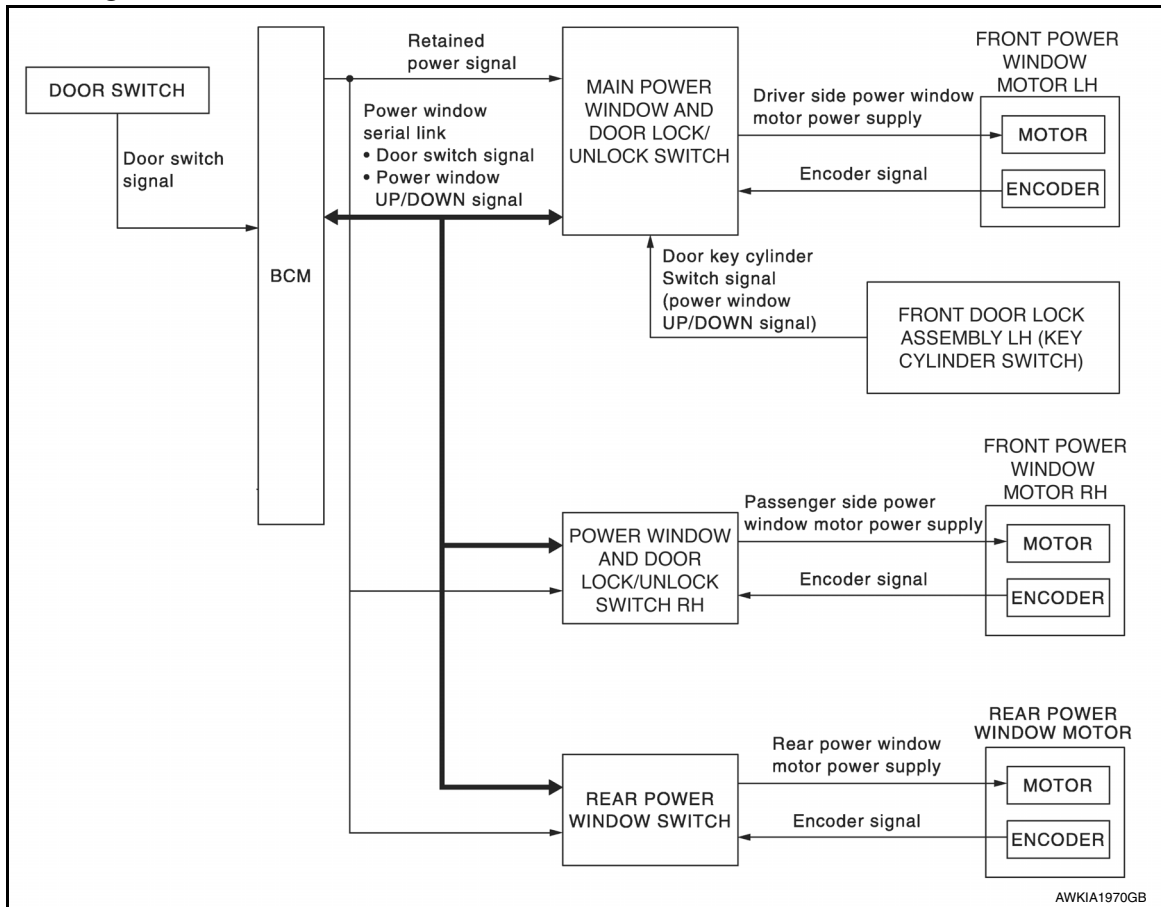 DOOR SWITCH
Door switch
signal
BCM
Retained
power signal
Power window
serial link
• Door switch signal
• Power window
UP/DOWN signal
MAIN POWER
WINDOW AND
DOOR LOCK/
UNLOCK SWITCH
Driver side power window
motor power supply
Encoder signal
FRONT POWER
WINDOW
MOTOR LH
MOTOR
ENCODER
Door key cylinder
Switch signal
(power window
UP/DOWN signal)
FRONT DOOR LOCK
ASSEMBLY LH (KEY
CYLINDER SWITCH)
POWER WINDOW
AND DOOR
LOCK/UNLOCK
SWITCH RH
Passenger side power
window motor power supply
Encoder signal
FRONT POWER
WINDOW
MOTOR RH
MOTOR
ENCODER
REAR POWER
WINDOW SWITCH
Rear power window
motor power supply
Encoder signal
REAR POWER
WINDOW MOTOR
MOTOR
ENCODER
AWKIA1970GB